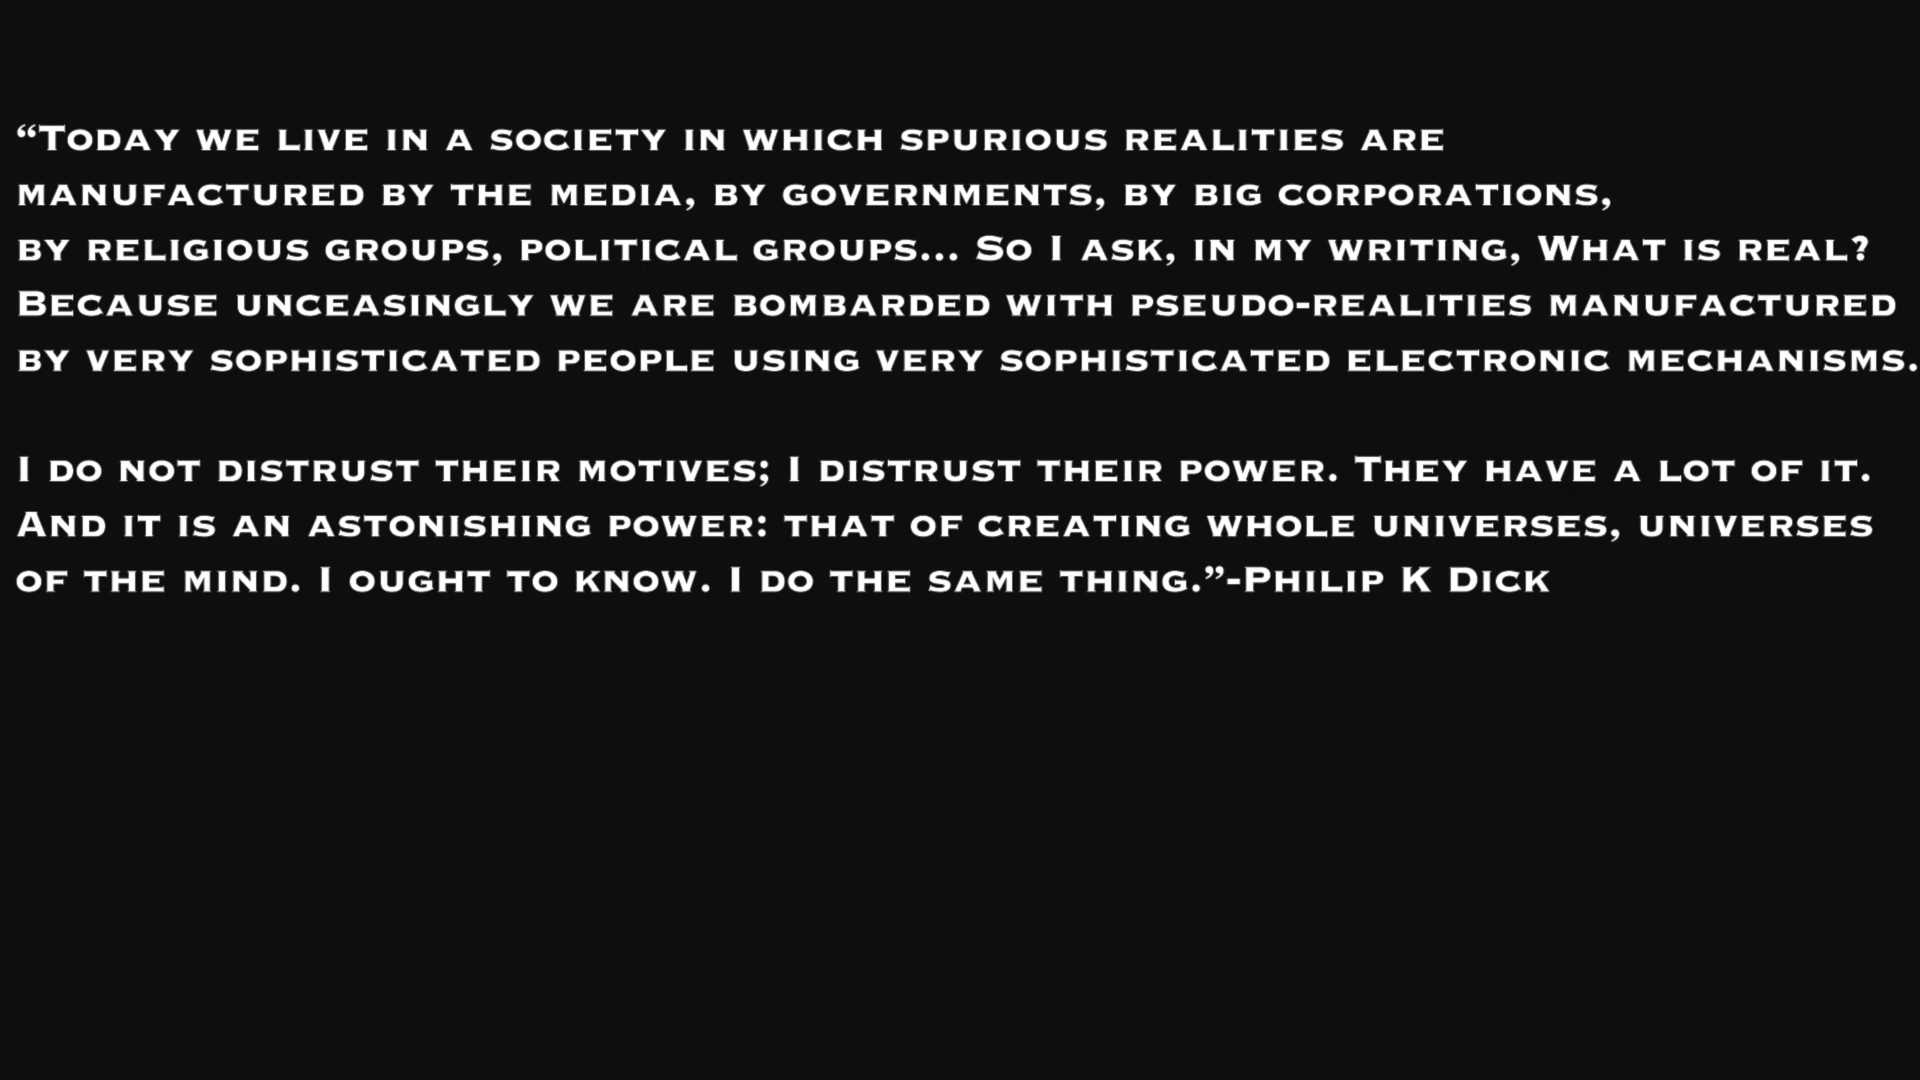 “Today we live in a society in which spurious realities are
manufactured by the media, by governments, by big corporations,
by religious groups, political groups... So I ask, in my writing, What is real?
Because unceasingly we are bombarded with pseudo-realities manufactured
by very sophisticated people using very sophisticated electronic mechanisms.
I do not distrust their motives; I distrust their power. They have a lot of it.
And it is an astonishing power: that of creating whole universes, universes
of the mind. I ought to know. I do the same thing.”-Philip K Dick